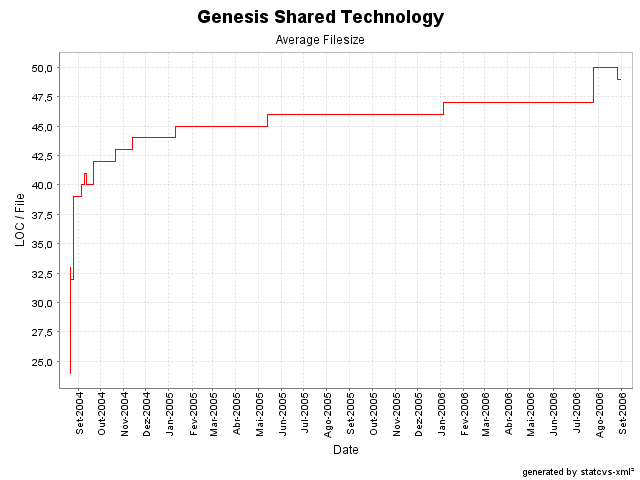 Genesis Shared Technology
Average Filesize
50,0
47,5
45,0
42,5
40,0
37,5
35,0
32,5
30,0
27,5
25,0
LOC / File
Set-2004
Out-2004
Nov-2004
Dez-2004
Jan-2005
Fev-2005
Mar-2005
Abr-2005
Mai-2005
Jun-2005
Jul-2005
Ago-2005
Set-2005
Out-2005
Nov-2005
Dez-2005
Jan-2006
Fev-2006
Mar-2006
Abr-2006
Mai-2006
Jun-2006
Jul-2006
Ago-2006
Set-2006
Date
generated by statcvs-xml²